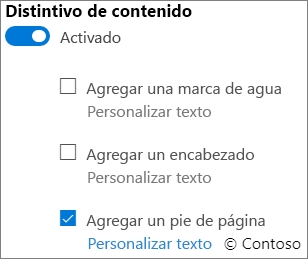 Distintivo de contenido
Activado
Agregar una marca de agua
Personalizar texto
Agregar un encabezado
Personalizar texto
Agregar un pie de página
Personalizar texto © Contoso